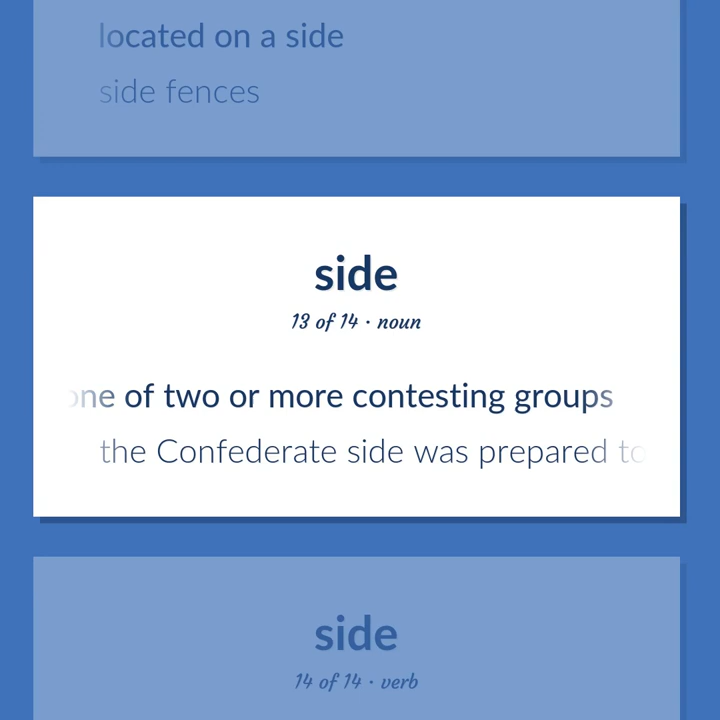 located on a side
side fences
side
13 of 14 · noun
one of two or more contesting groups
the Confederate side was prepared to
side
14 of 14 · verb